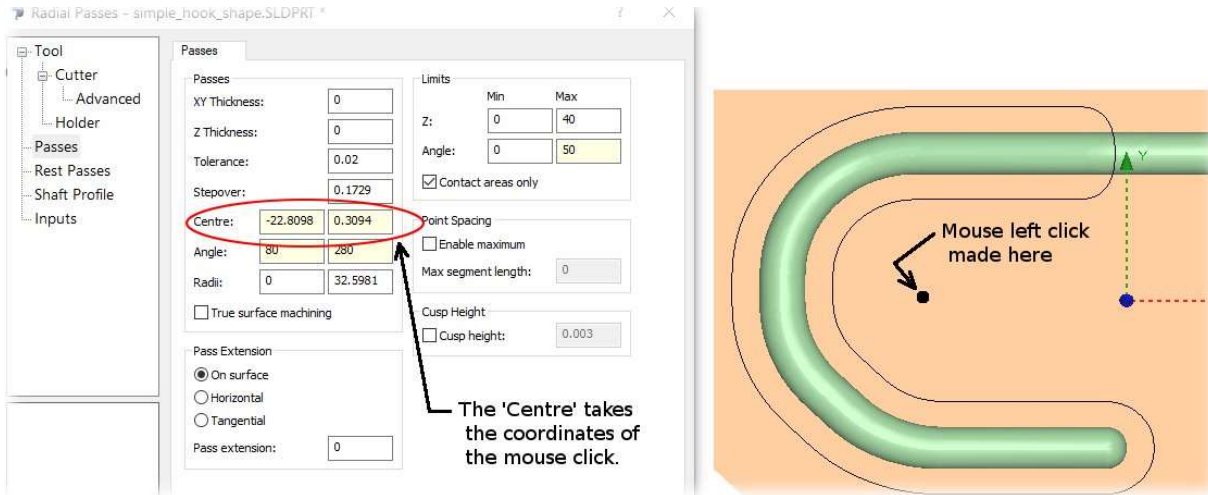 Radial Passes - simple_hook_shape.SLDPRT *
? ×
Tool
Cutter
Advanced
Holder
Passes
Rest Passes
Shaft Profile
Inputs
Passes
Passes
XY Thickness: 0
Z Thickness: 0
Tolerance: 0.02
Stepover: 0.1729
Centre: -22.8098 0.3094
Angle: 80 280
Radii: 0 32.5981
True surface machining
Pass Extension
On surface
Horizontal
Tangential
Pass extension: 0
Limits
Min Max
Z: 0 40
Angle: 0 50
Contact areas only
Point Spacing
Enable maximum
Max segment length: 0
Cusp Height
Cusp height: 0.003
The 'Centre' takes
the coordinates of
the mouse click.
Y
Mouse left click
made here